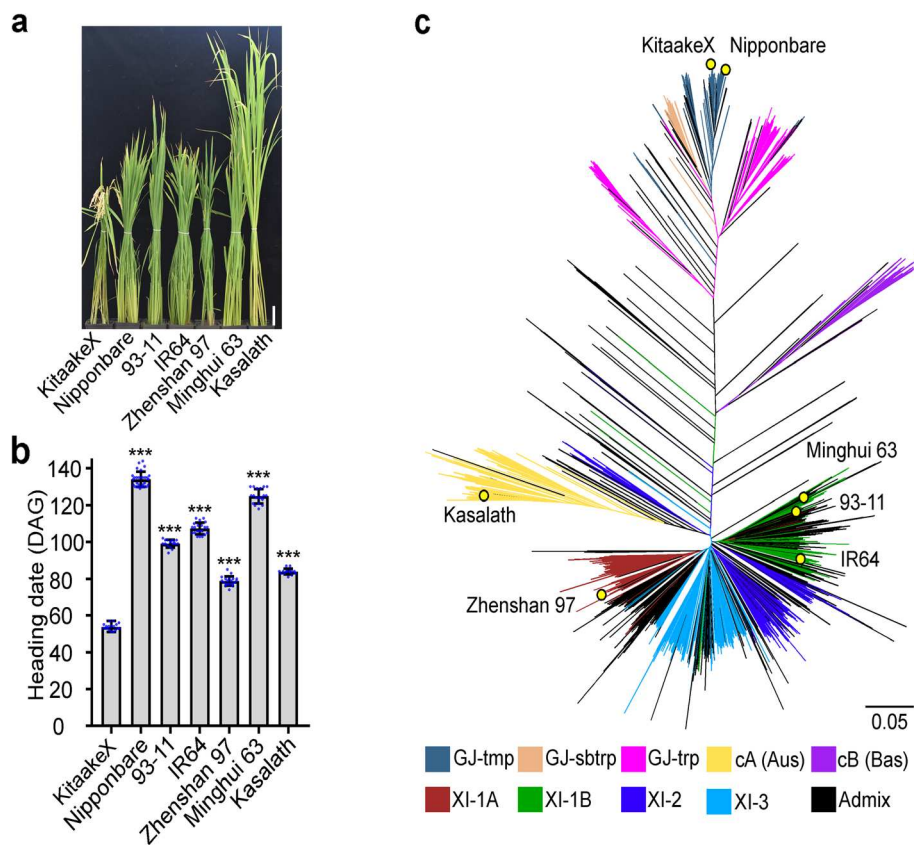 a
KitaakeX
Nipponbare
93-11
IR64
Zhenshan 97
Minghui 63
Kasalath
b
Heading date (DAG)
140
120
100
80
60
40
20
0
***
***
***
***
***
***
KitaakeX
Nipponbare
93-11
IR64
Zhenshan 97
Minghui 63
Kasalath
c
KitaakeX Nipponbare
Minghui 63
93-11
Kasalath
IR64
Zhenshan 97
0.05
GJ-tmp GJ-sbtrp GJ-trp cA (Aus) cB (Bas)
XI-1A XI-1B XI-2 XI-3 Admix